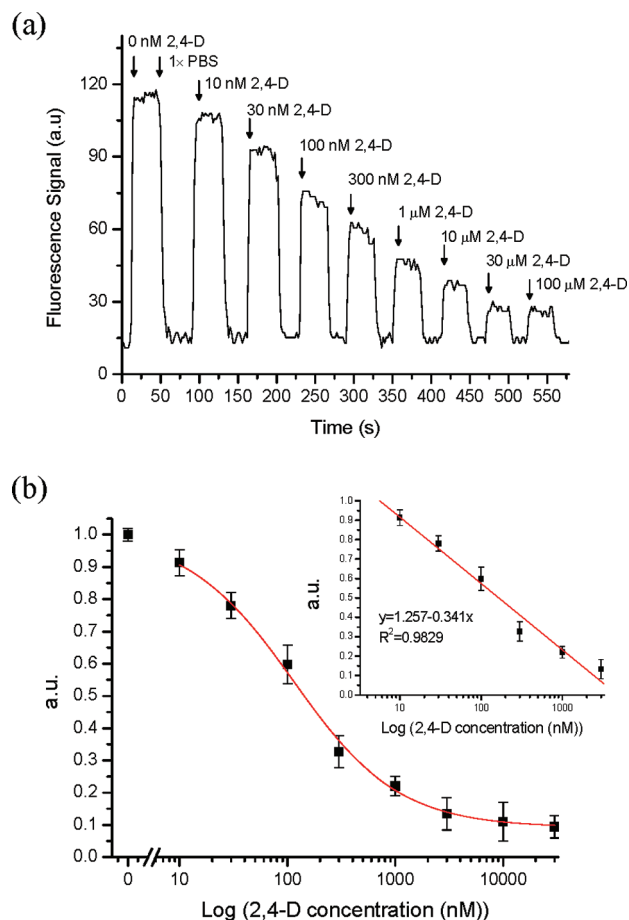 (a)
0 nM 2,4-D
1× PBS
10 nM 2,4-D
30 nM 2,4-D
100 nM 2,4-D
300 nM 2,4-D
1 μM 2,4-D
10 μM 2,4-D
30 μM 2,4-D
100 μM 2,4-D
Fluorescence Signal (a.u)
120
90
60
30
0
0 50 100 150 200 250 300 350 400 450 500 550
Time (s)
(b)
a.u.
1.0
0.9
0.8
0.7
0.6
0.5
0.4
0.3
0.2
0.1
0.0
0 10 100 1000 10000
Log (2,4-D concentration (nM))
a.u.
1.0
0.9
0.8
0.7
0.6
0.5
0.4
0.3
0.2
0.1
0.0
y=1.257-0.341x
R²=0.9829
10 100 1000
Log (2,4-D concentration (nM))